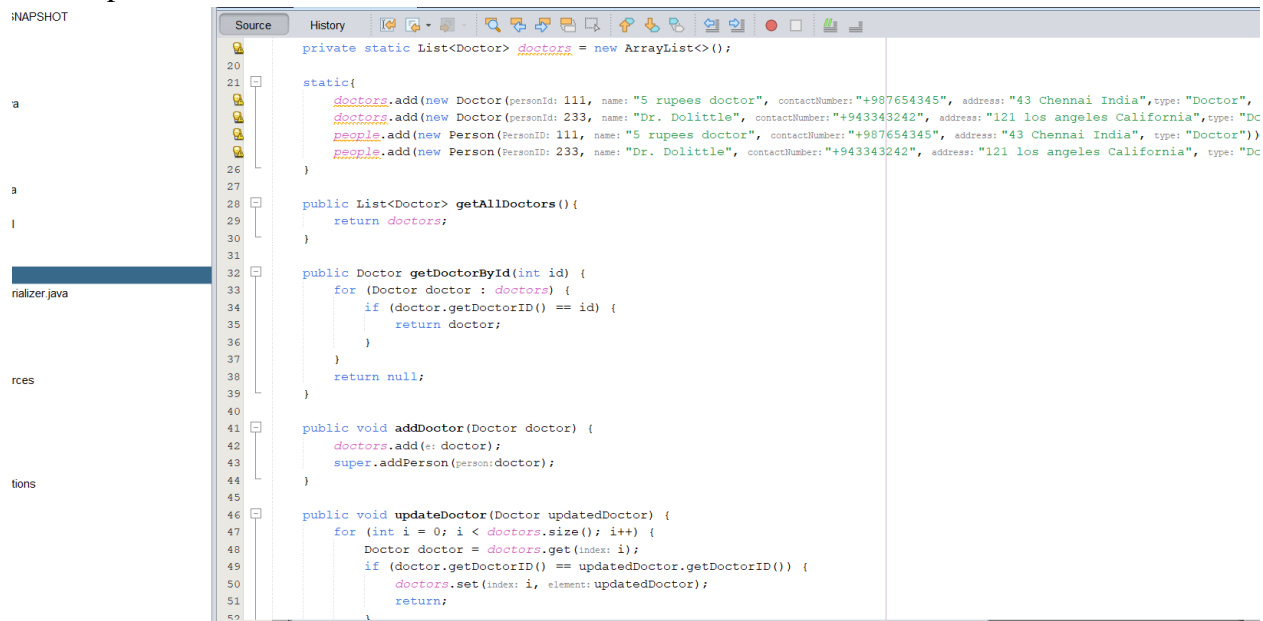 SNAPSHOT
Source History
private static List<Doctor> doctors = new ArrayList<>();
20
21 static{
doctors.add(new Doctor(personId: 111, name: "5 rupees doctor", contactNumber: "+987654345", address: "43 Chennai India",type: "Doctor",
va
doctors.add(new Doctor(personId: 233, name: "Dr. Dolittle", contactNumber: "+943343242", address: "121 los angeles California",type: "Do
people.add(new Person(PersonID: 111, name: "5 rupees doctor", contactNumber: "+987654345", address: "43 Chennai India", type: "Doctor"))
people.add(new Person(PersonID: 233, name: "Dr. Dolittle", contactNumber: "+943343242", address: "121 los angeles California", type: "Do
26 }
27
28 public List<Doctor> getAllDoctors(){
29 return doctors;
30 }
31
32 public Doctor getDoctorById(int id) {
rializer.java
33 for (Doctor doctor : doctors) {
34 if (doctor.getDoctorID() == id) {
35 return doctor;
36 }
37 }
rces
38 return null;
39 }
40
41 public void addDoctor(Doctor doctor) {
42 doctors.add(e: doctor);
43 super.addPerson(person:doctor);
44 }
tions
45
46 public void updateDoctor(Doctor updatedDoctor) {
47 for (int i = 0; i < doctors.size(); i++) {
48 Doctor doctor = doctors.get(index: i);
49 if (doctor.getDoctorID() == updatedDoctor.getDoctorID()) {
50 doctors.set(index: i, element: updatedDoctor);
51 return;
52 }